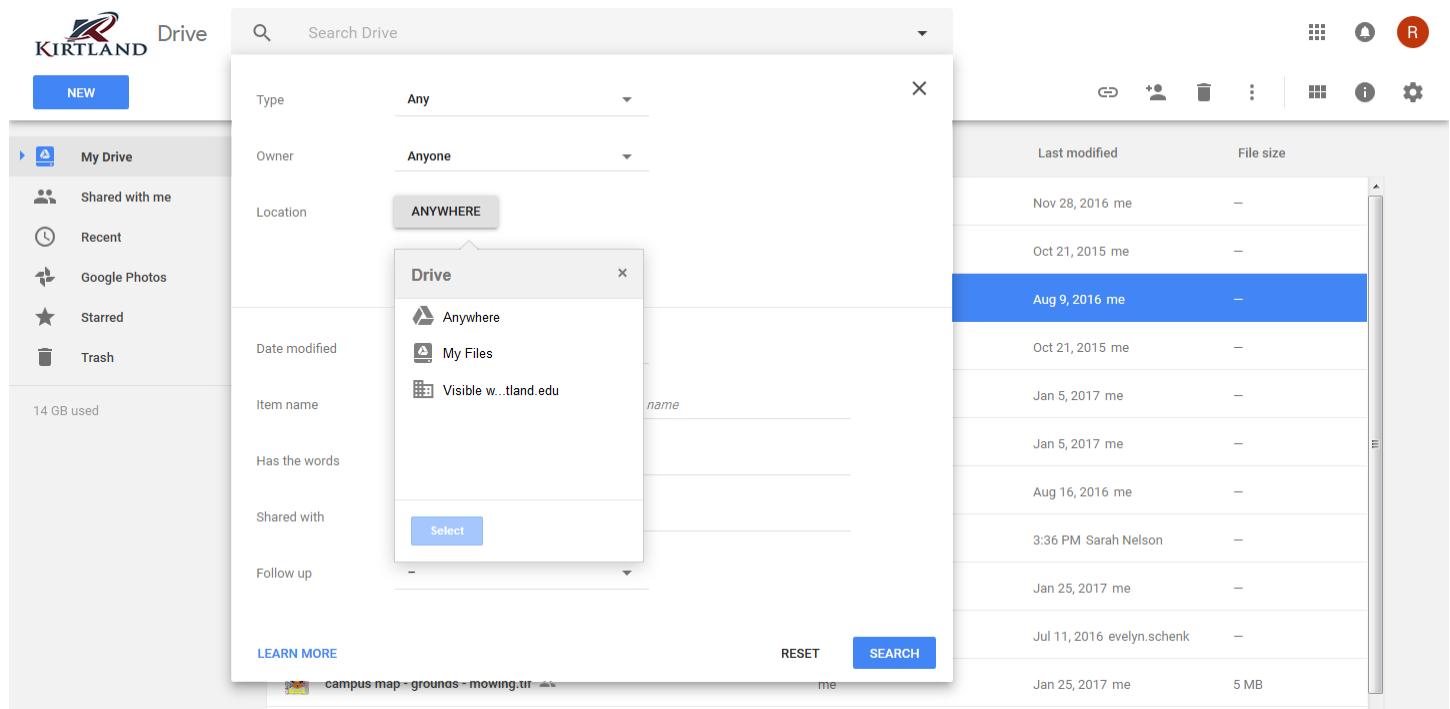 KIRTLAND Drive Search Drive R
NEW
Type Any
Owner Anyone
Location ANYWHERE
Drive ×
Anywhere
My Files
Visible w...tland.edu
Select
Date modified
Item name name
Has the words
Shared with
Follow up –
LEARN MORE RESET SEARCH
My Drive
Shared with me
Recent
Google Photos
Starred
Trash
14 GB used
Last modified File size
Nov 28, 2016 me —
Oct 21, 2015 me —
Aug 9, 2016 me —
Oct 21, 2015 me —
Jan 5, 2017 me —
Jan 5, 2017 me —
Aug 16, 2016 me —
3:36 PM Sarah Nelson —
Jan 25, 2017 me —
Jul 11, 2016 evelyn.schenk —
campus map - grounds - mowing.tif me Jan 25, 2017 me 5 MB